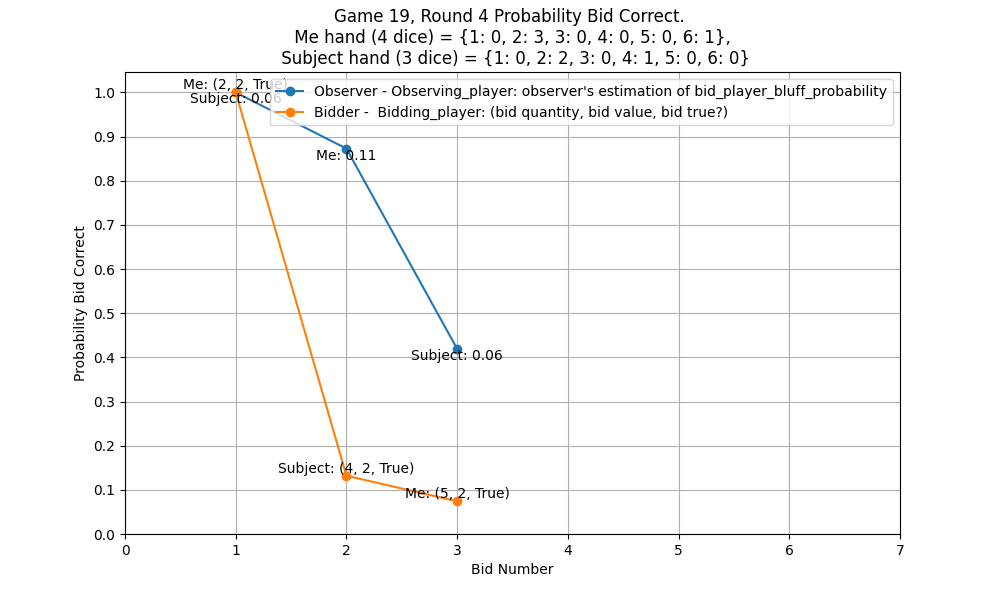 Game 19, Round 4 Probability Bid Correct.
Me hand (4 dice) = {1: 0, 2: 3, 3: 0, 4: 0, 5: 0, 6: 1},
Subject hand (3 dice) = {1: 0, 2: 2, 3: 0, 4: 1, 5: 0, 6: 0}
Observer - Observing_player: observer's estimation of bid_player_bluff_probability
Bidder -  Bidding_player: (bid quantity, bid value, bid true?)
Me: (2, 2, True)
Subject: 0.06
Me: 0.11
Subject: 0.06
Subject: (4, 2, True)
Me: (5, 2, True)
Probability Bid Correct
1.0
0.9
0.8
0.7
0.6
0.5
0.4
0.3
0.2
0.1
0.0
0 1 2 3 4 5 6 7
Bid Number